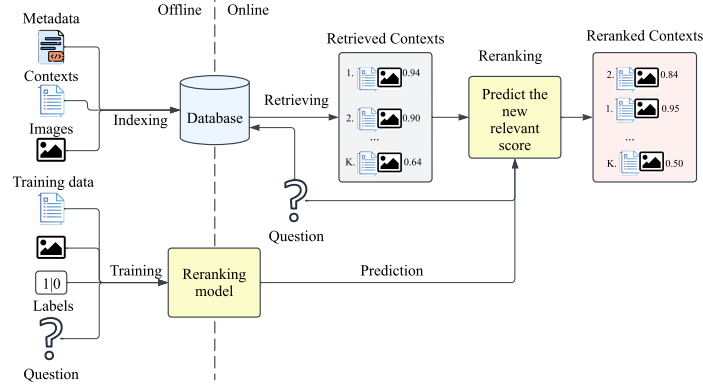 Offline
Online
Metadata
Contexts
Images
Indexing
Database
Retrieving
Retrieved Contexts
1.
0.94
2.
0.90
...
K.
0.64
Reranking
Predict the
new
relevant
score
Reranked Contexts
2.
0.84
1.
0.95
...
K.
0.50
Question
Training data
1|0
Labels
Question
Training
Reranking
model
Prediction